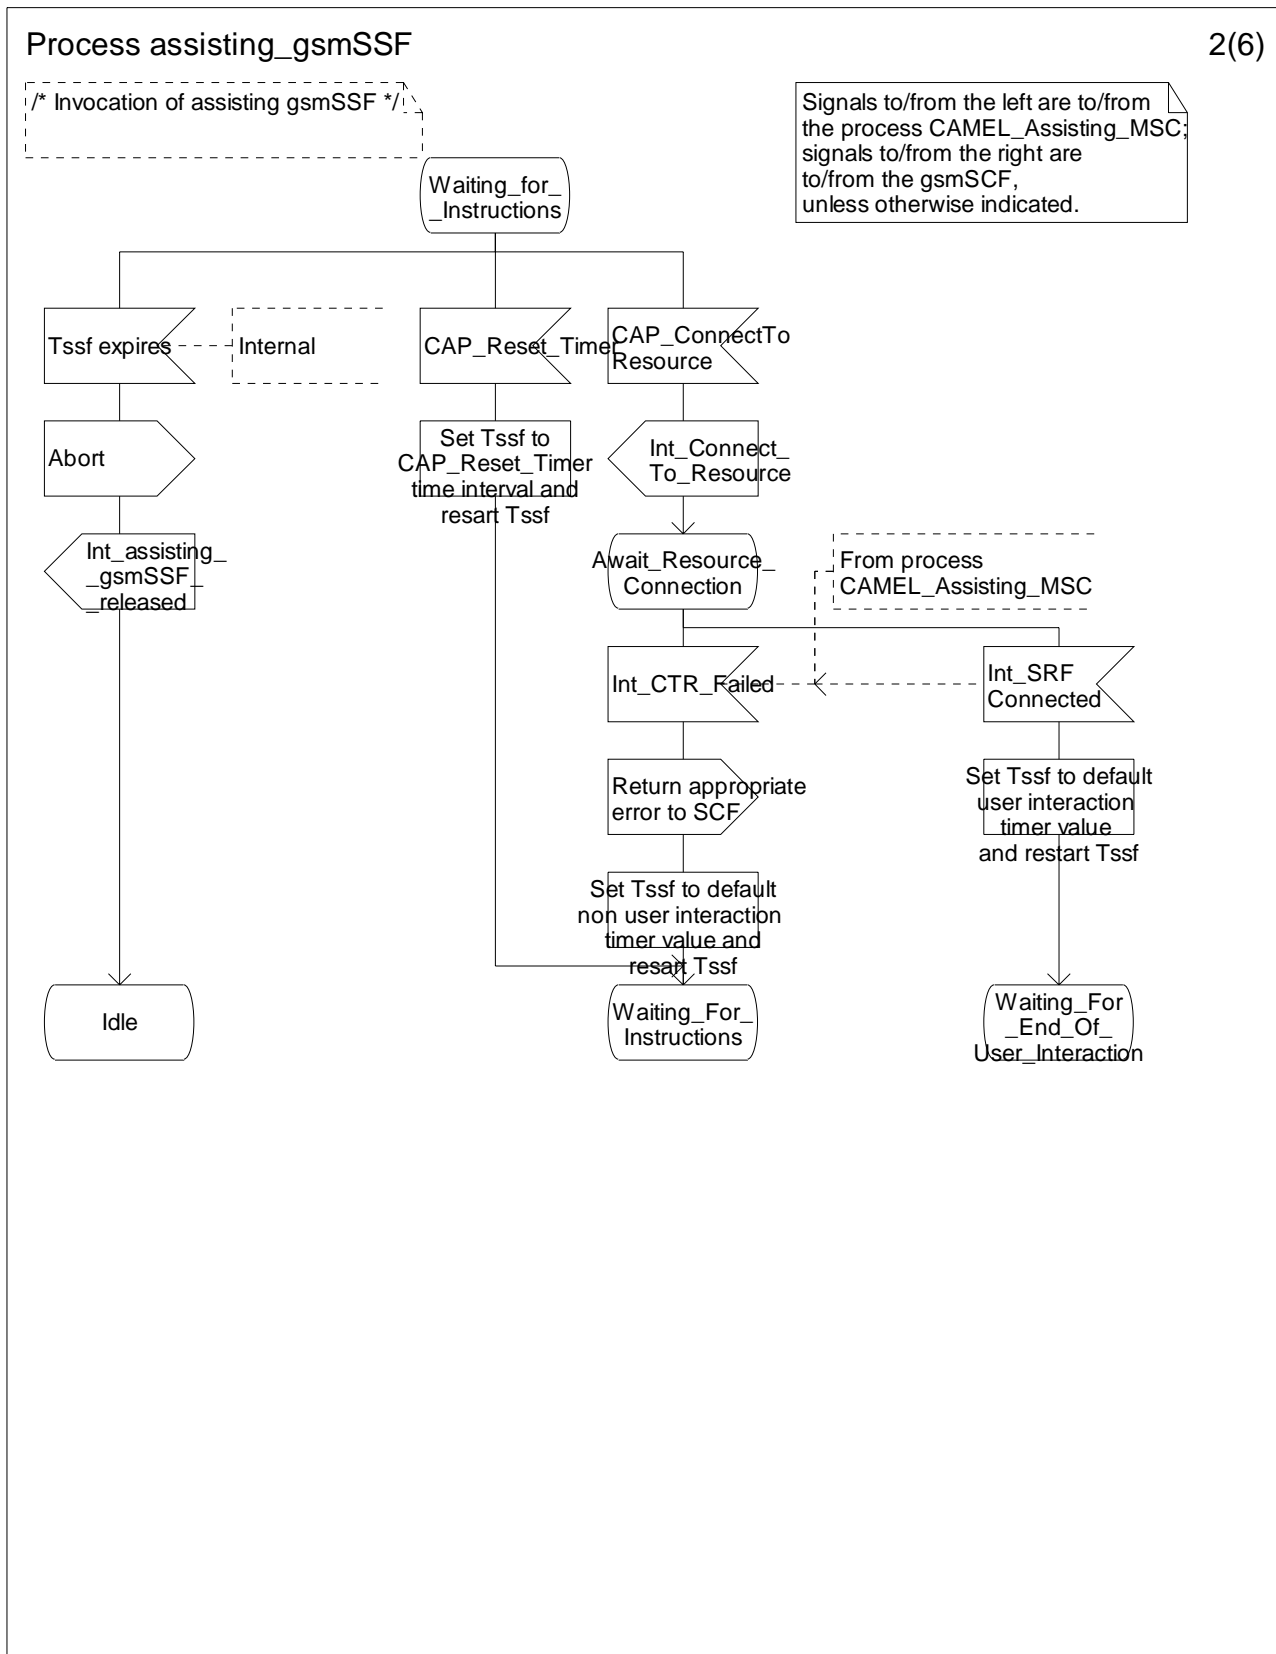 Process assisting_gsmSSF
2(6)
/* Invocation of assisting gsmSSF */
Signals to/from the left are to/from
the process CAMEL_Assisting_MSC;
signals to/from the right are
to/from the gsmSCF,
unless otherwise indicated.
Waiting_for_
_Instructions
Tssf expires
Internal
CAP_Reset_Timer
CAP_ConnectTo
Resource
Abort
Set Tssf to
CAP_Reset_Timer
time interval and
resart Tssf
Int_Connect_
To_Resource
Int_assisting_
_gsmSSF_
_released
Await_Resource_
Connection
From process
CAMEL_Assisting_MSC
Int_CTR_Failed
Int_SRF
Connected
Return appropriate
error to SCF
Set Tssf to default
user interaction
timer value
and restart Tssf
Set Tssf to default
non user interaction
timer value and
resart Tssf
Idle
Waiting_For_
Instructions
Waiting_For
_End_Of_
User_Interaction